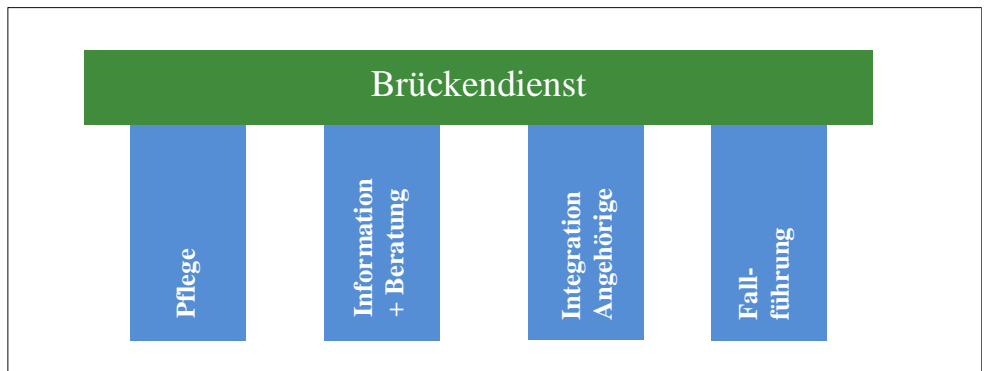 Brückendienst
Pflege
Information
+ Beratung
Integration
Angehörige
Fall-
führung